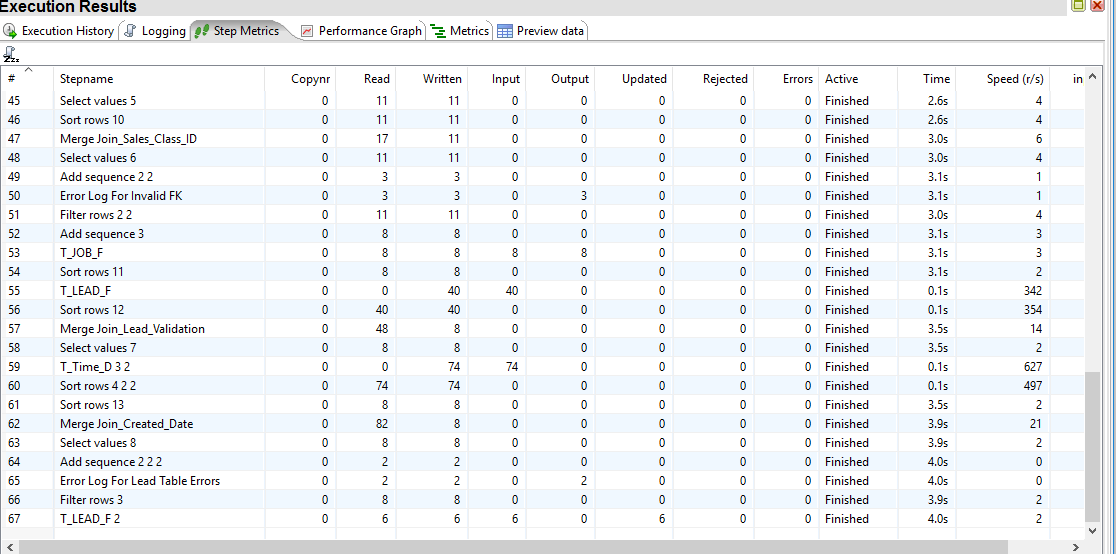 Execution Results
Execution History Logging Step Metrics Performance Graph Metrics Preview data
# Stepname Copynr Read Written Input Output Updated Rejected Errors Active Time Speed (r/s) in
45 Select values 5 0 11 11 0 0 0 0 0 Finished 2.6s 4
46 Sort rows 10 0 11 11 0 0 0 0 0 Finished 2.6s 4
47 Merge Join_Sales_Class_ID 0 17 11 0 0 0 0 0 Finished 3.0s 6
48 Select values 6 0 11 11 0 0 0 0 0 Finished 3.0s 4
49 Add sequence 2 2 0 3 3 0 0 0 0 0 Finished 3.1s 1
50 Error Log For Invalid FK 0 3 3 0 3 0 0 0 Finished 3.1s 1
51 Filter rows 2 2 0 11 11 0 0 0 0 0 Finished 3.0s 4
52 Add sequence 3 0 8 8 0 0 0 0 0 Finished 3.1s 3
53 T_JOB_F 0 8 8 8 8 0 0 0 Finished 3.1s 3
54 Sort rows 11 0 8 8 0 0 0 0 0 Finished 3.1s 2
55 T_LEAD_F 0 0 40 40 0 0 0 0 Finished 0.1s 342
56 Sort rows 12 0 40 40 0 0 0 0 0 Finished 0.1s 354
57 Merge Join_Lead_Validation 0 48 8 0 0 0 0 0 Finished 3.5s 14
58 Select values 7 0 8 8 0 0 0 0 0 Finished 3.5s 2
59 T_Time_D 3 2 0 0 74 74 0 0 0 0 Finished 0.1s 627
60 Sort rows 4 2 2 0 74 74 0 0 0 0 0 Finished 0.1s 497
61 Sort rows 13 0 8 8 0 0 0 0 0 Finished 3.5s 2
62 Merge Join_Created_Date 0 82 8 0 0 0 0 0 Finished 3.9s 21
63 Select values 8 0 8 8 0 0 0 0 0 Finished 3.9s 2
64 Add sequence 2 2 2 0 2 2 0 0 0 0 0 Finished 4.0s 0
65 Error Log For Lead Table Errors 0 2 2 0 2 0 0 0 Finished 4.0s 0
66 Filter rows 3 0 8 8 0 0 0 0 0 Finished 3.9s 2
67 T_LEAD_F 2 0 6 6 6 0 6 0 0 Finished 4.0s 2